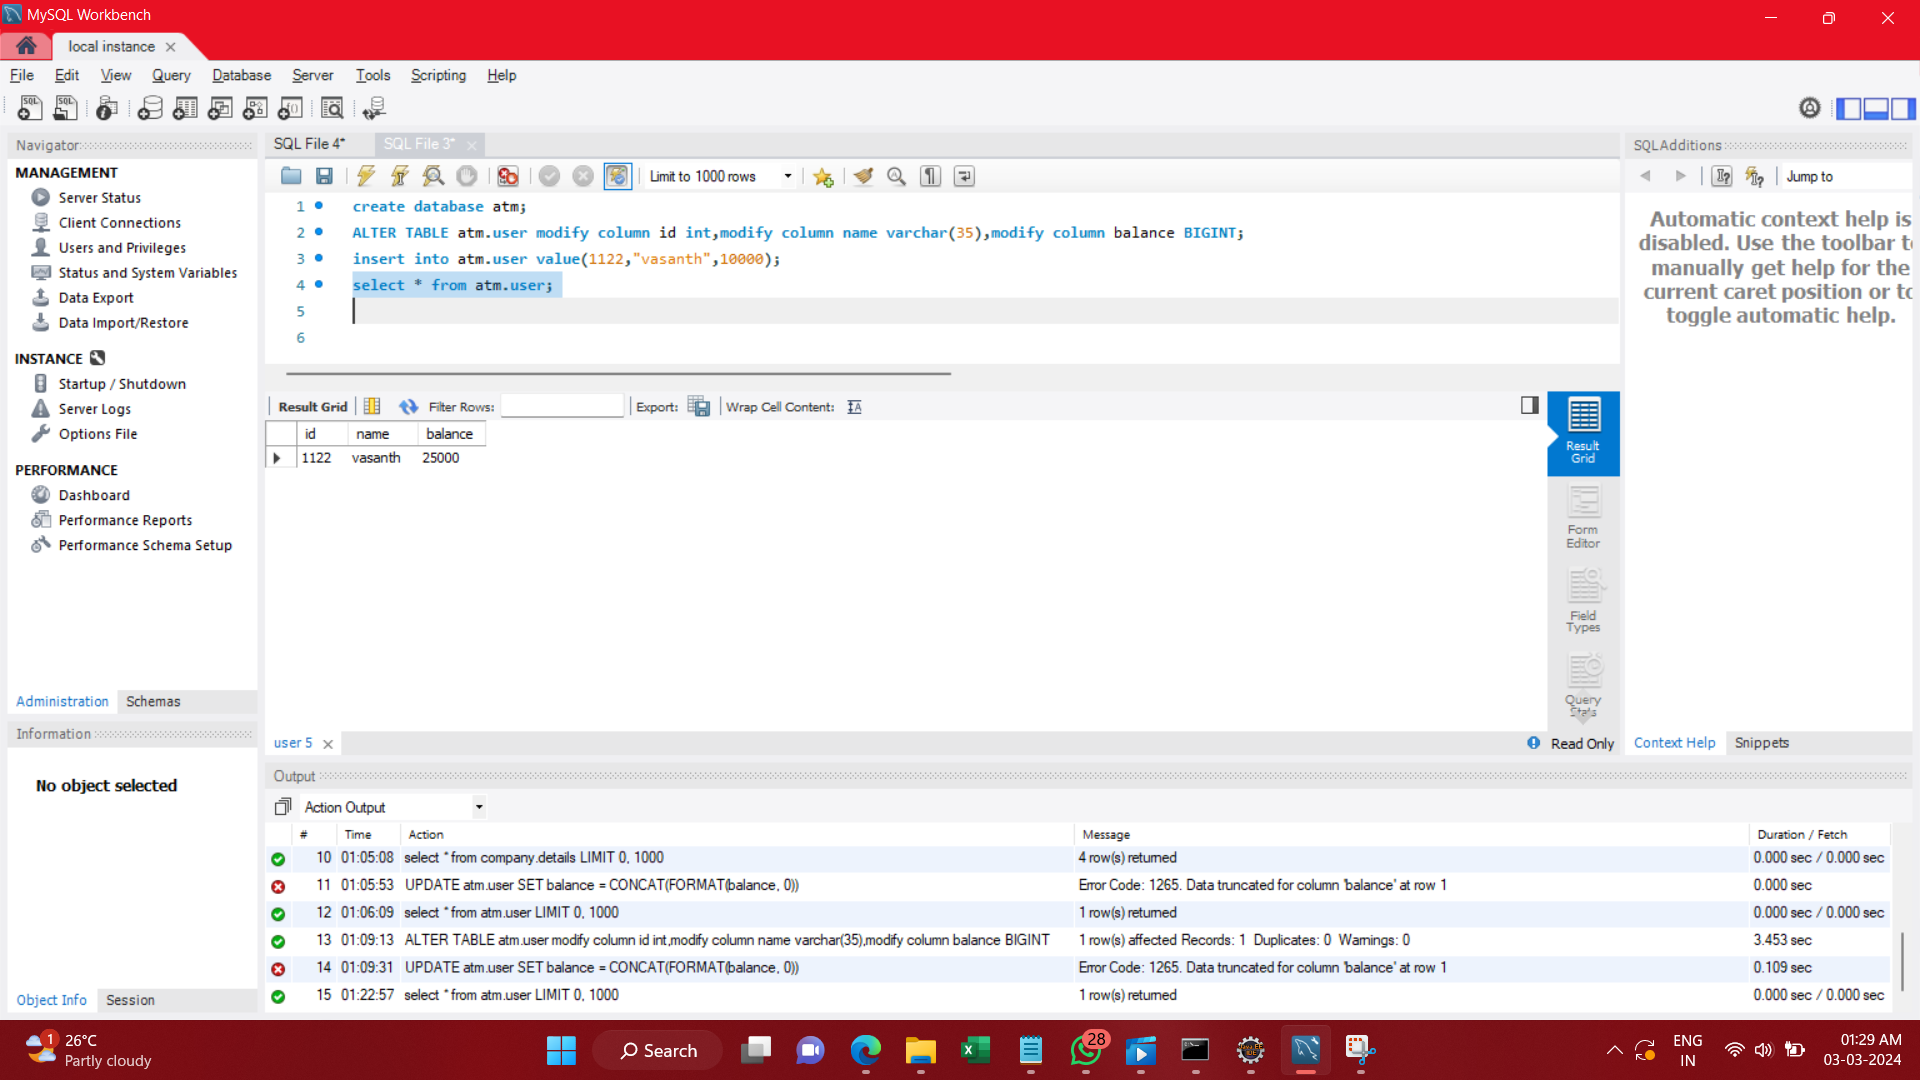 MySQL Workbench
local instance
File Edit View Query Database Server Tools Scripting Help
Navigator
MANAGEMENT
Server Status
Client Connections
Users and Privileges
Status and System Variables
Data Export
Data Import/Restore
INSTANCE
Startup / Shutdown
Server Logs
Options File
PERFORMANCE
Dashboard
Performance Reports
Performance Schema Setup
Administration Schemas
Information
No object selected
Object Info Session
SQL File 4* SQL File 3*
Limit to 1000 rows
1 create database atm;
2 ALTER TABLE atm.user modify column id int,modify column name varchar(35),modify column balance BIGINT;
3 insert into atm.user value(1122,"vasanth",10000);
4 select * from atm.user;
5
6
Result Grid Filter Rows: Export: Wrap Cell Content:
id name balance
1122 vasanth 25000
Result
Grid
Form
Editor
Field
Types
Query
Stats
user 5 Read Only
SQLAdditions
Jump to
Automatic context help is
disabled. Use the toolbar to
manually get help for the
current caret position or to
toggle automatic help.
Context Help Snippets
Output
Action Output
# Time Action Message Duration / Fetch
10 01:05:08 select * from company.details LIMIT 0, 1000 4 row(s) returned 0.000 sec / 0.000 sec
11 01:05:53 UPDATE atm.user SET balance = CONCAT(FORMAT(balance, 0)) Error Code: 1265. Data truncated for column 'balance' at row 1 0.000 sec
12 01:06:09 select * from atm.user LIMIT 0, 1000 1 row(s) returned 0.000 sec / 0.000 sec
13 01:09:13 ALTER TABLE atm.user modify column id int,modify column name varchar(35),modify column balance BIGINT 1 row(s) affected Records: 1 Duplicates: 0 Warnings: 0 3.453 sec
14 01:09:31 UPDATE atm.user SET balance = CONCAT(FORMAT(balance, 0)) Error Code: 1265. Data truncated for column 'balance' at row 1 0.109 sec
15 01:22:57 select * from atm.user LIMIT 0, 1000 1 row(s) returned 0.000 sec / 0.000 sec
1
26°C
Partly cloudy
Search
28
ENG
IN
01:29 AM
03-03-2024